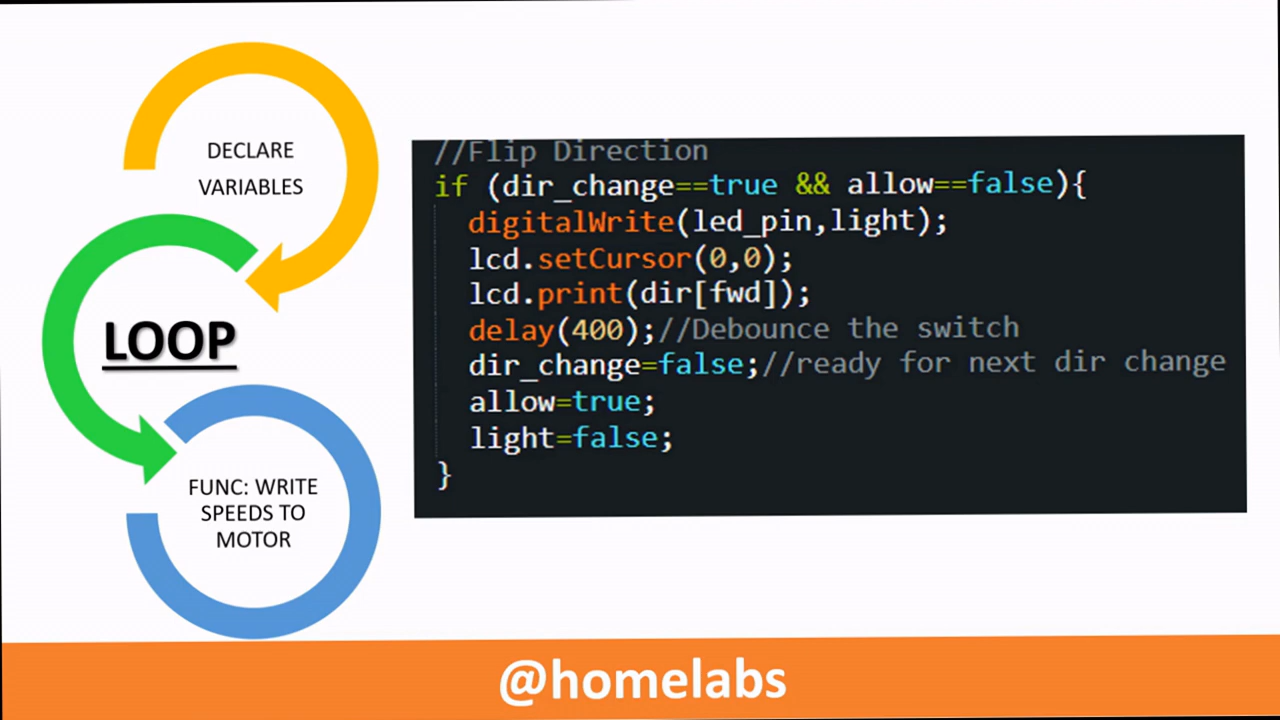 DECLARE
VARIABLES
LOOP
FUNC: WRITE
SPEEDS TO
MOTOR
//Flip Direction
if (dir_change==true && allow==false){
digitalWrite(led_pin,light);
lcd.setCursor(0,0);
lcd.print(dir[fwd]);
delay(400);//Debounce the switch
dir_change=false;//ready for next dir change
allow=true;
light=false;
}
@homelabs